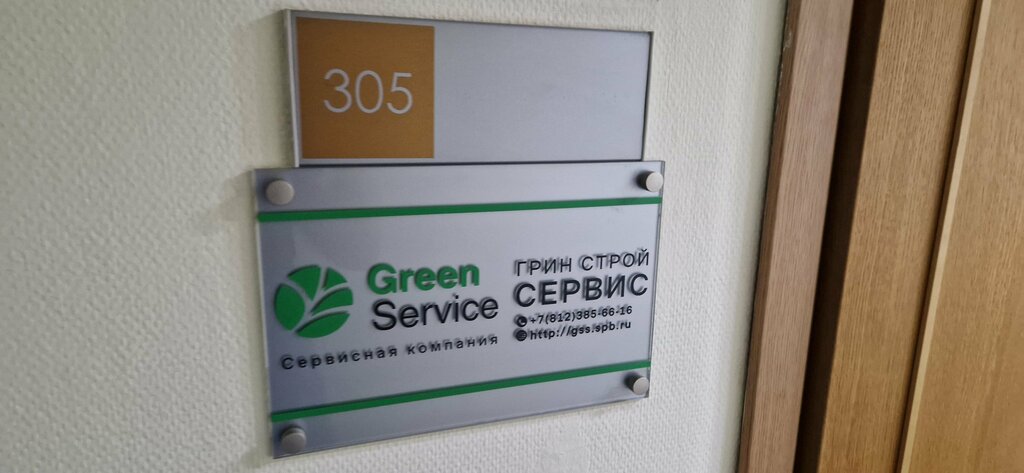 305
Green
Service
Сервисная компания
ГРИН СТРОЙ
СЕРВИС
+7(812)385-66-16
http://gss.spb.ru